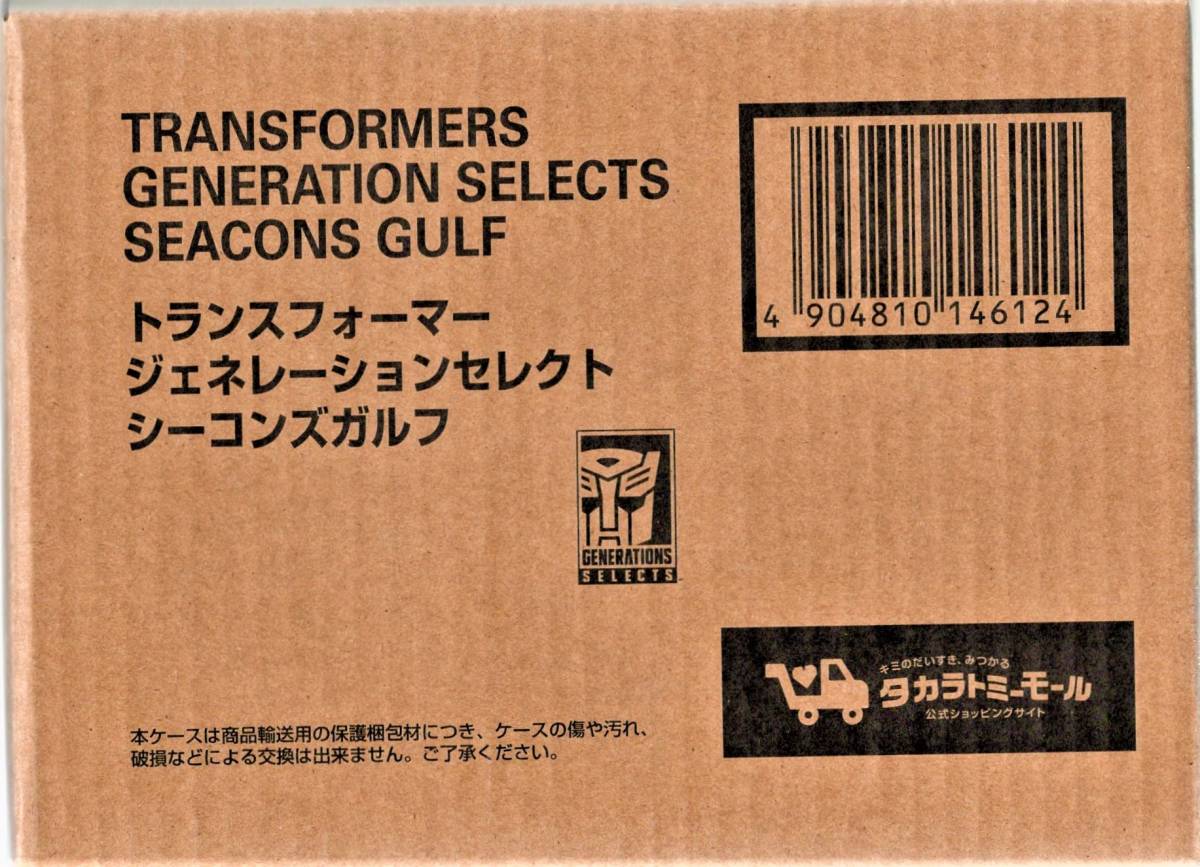 TRANSFORMERS
GENERATION SELECTS
SEACONS GULF
トランスフォーマー
ジェネレーションセレクト
シーコンズガルフ
4 904810 146124
GENERATIONS
SELECTS
キミのだいすき、みつかる
タカラトミーモール
公式ショッピングサイト
本ケースは商品輸送用の保護梱包材につき、ケースの傷や汚れ、
破損などによる交換は出来ません。ご了承ください。